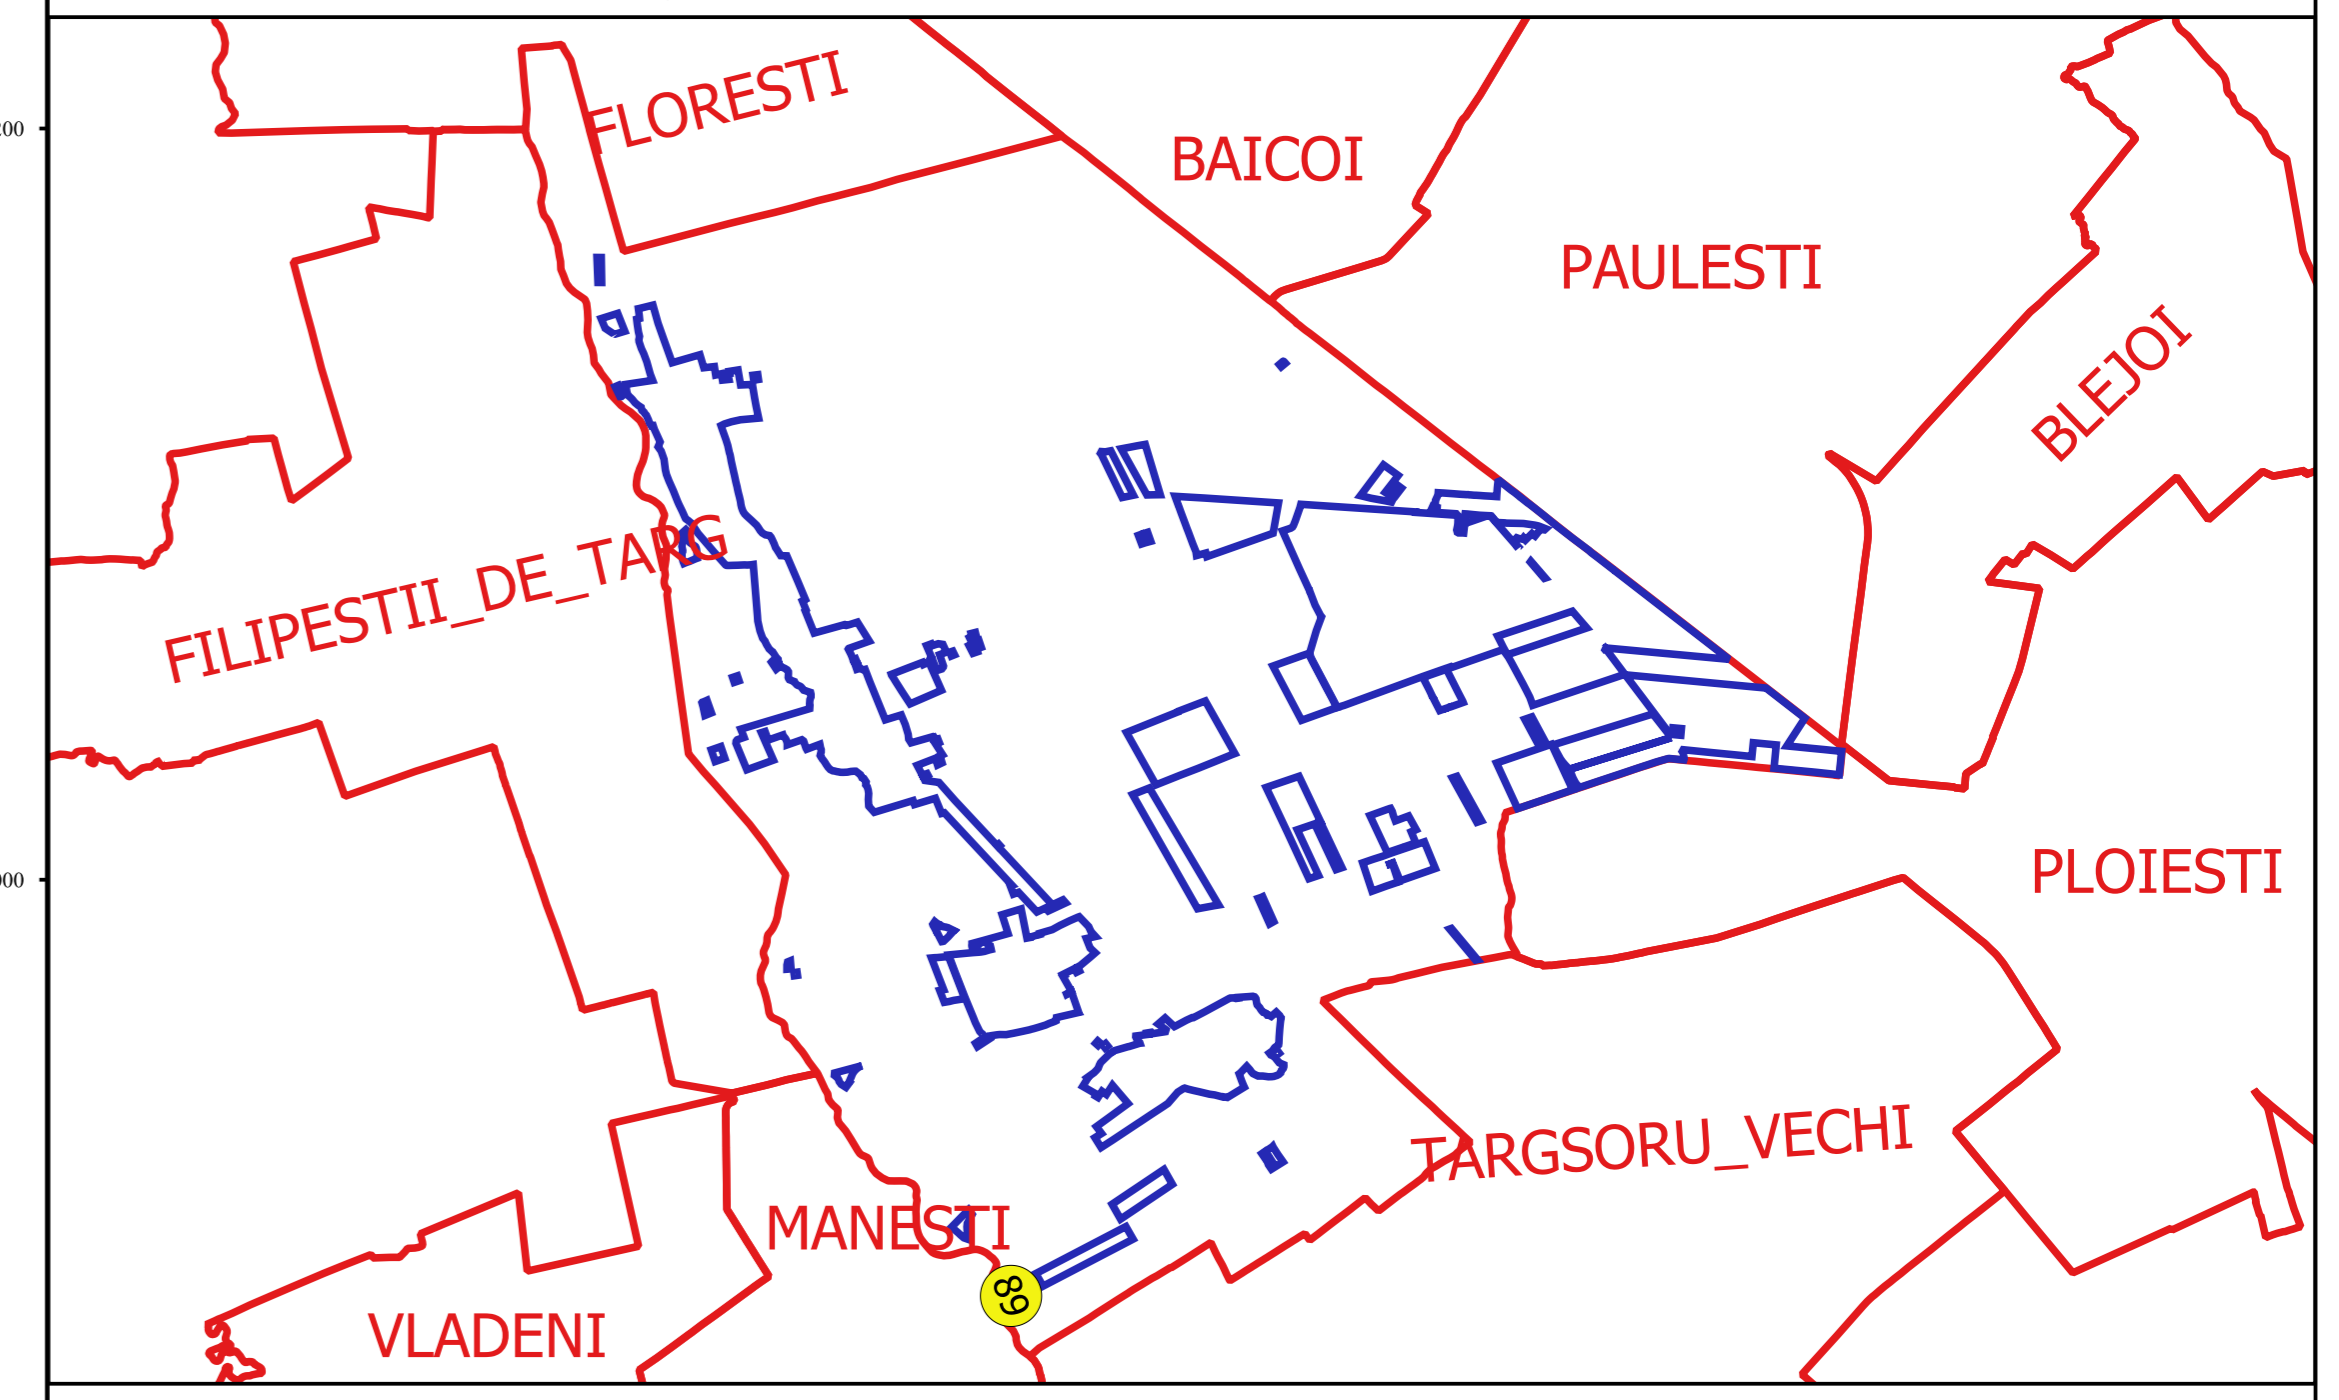 FLORESTI
BAICOI
PAULESTI
BLEJOI
FILIPESTII_DE_TARG
PLOIESTI
TARGSORU_VECHI
MANESTI
89
VLADENI